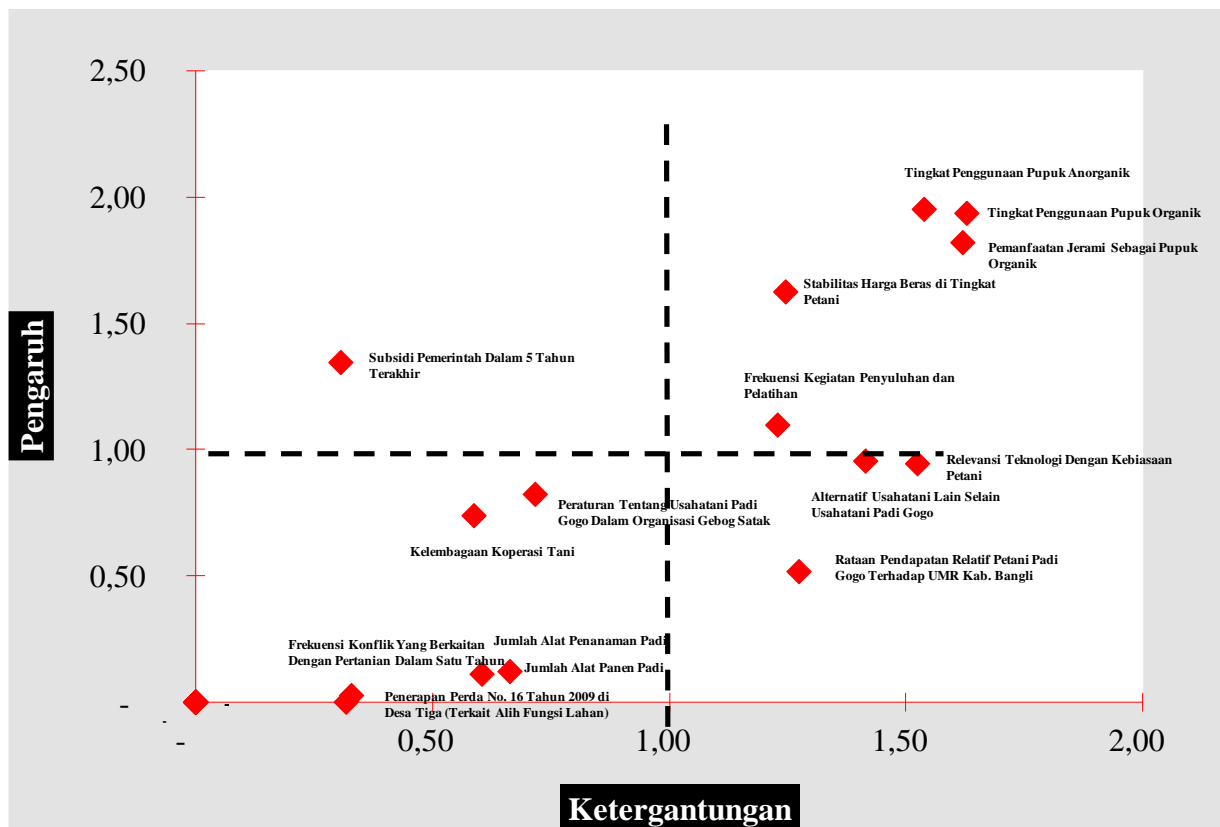 2,50
Tingkat Penggunaan Pupuk Anorganik
2,00
Tingkat Penggunaan Pupuk Organik
Pemanfaatan Jerami Sebagai Pupuk
Organik
Stabilitas Harga Beras di Tingkat
Petani
1,50
Subsidi Pemerintah Dalam 5 Tahun
Terakhir
Frekuensi Kegiatan Penyuluhan dan
Pelatihan
Pengaruh
1,00
Relevansi Teknologi Dengan Kebiasaan
Petani
Alternatif Usahatani Lain Selain
Usahatani Padi Gogo
Peraturan Tentang Usahatani Padi
Gogo Dalam Organisasi Gebog Satak
Kelembagaan Koperasi Tani
0,50
Rataan Pendapatan Relatif Petani Padi
Gogo Terhadap UMR Kab. Bangli
Jumlah Alat Penanaman Padi
Frekuensi Konflik Yang Berkaitan
Dengan Pertanian Dalam Satu Tahun
Jumlah Alat Panen Padi
Penerapan Perda No. 16 Tahun 2009 di
Desa Tiga (Terkait Alih Fungsi Lahan)
-
-
-
-
0,50
1,00
1,50
2,00
Ketergantungan